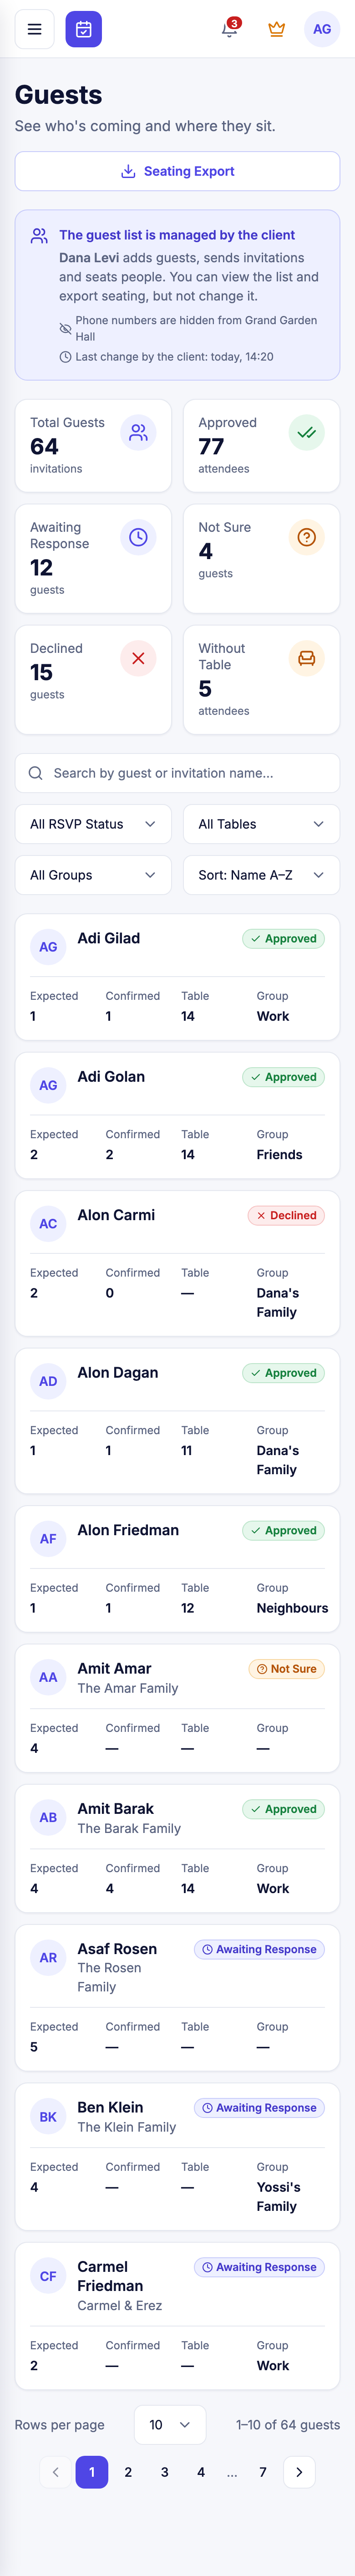 3
AG
Guests
See who's coming and where they sit.
Seating Export
The guest list is managed by the client
Dana Levi adds guests, sends invitations
and seats people. You can view the list and
export seating, but not change it.
Phone numbers are hidden from Grand Garden
Hall
Last change by the client: today, 14:20
Total Guests
64
invitations
Approved
77
attendees
Awaiting
Response
12
guests
Not Sure
4
guests
Declined
15
guests
Without
Table
5
attendees
Search by guest or invitation name...
All RSVP Status
All Tables
All Groups
Sort: Name A–Z
AG
Adi Gilad
Approved
Expected Confirmed Table Group
1 1 14 Work
AG
Adi Golan
Approved
Expected Confirmed Table Group
2 2 14 Friends
AC
Alon Carmi
Declined
Expected Confirmed Table Group
2 0 — Dana's
Family
AD
Alon Dagan
Approved
Expected Confirmed Table Group
1 1 11 Dana's
Family
AF
Alon Friedman
Approved
Expected Confirmed Table Group
1 1 12 Neighbours
AA
Amit Amar
Not Sure
The Amar Family
Expected Confirmed Table Group
4 — — —
AB
Amit Barak
Approved
The Barak Family
Expected Confirmed Table Group
4 4 14 Work
AR
Asaf Rosen
Awaiting Response
The Rosen
Family
Expected Confirmed Table Group
5 — — —
BK
Ben Klein
Awaiting Response
The Klein Family
Expected Confirmed Table Group
4 — — Yossi's
Family
CF
Carmel
Friedman
Awaiting Response
Carmel & Erez
Expected Confirmed Table Group
2 — — Work
Rows per page 10 1–10 of 64 guests
1 2 3 4 ... 7